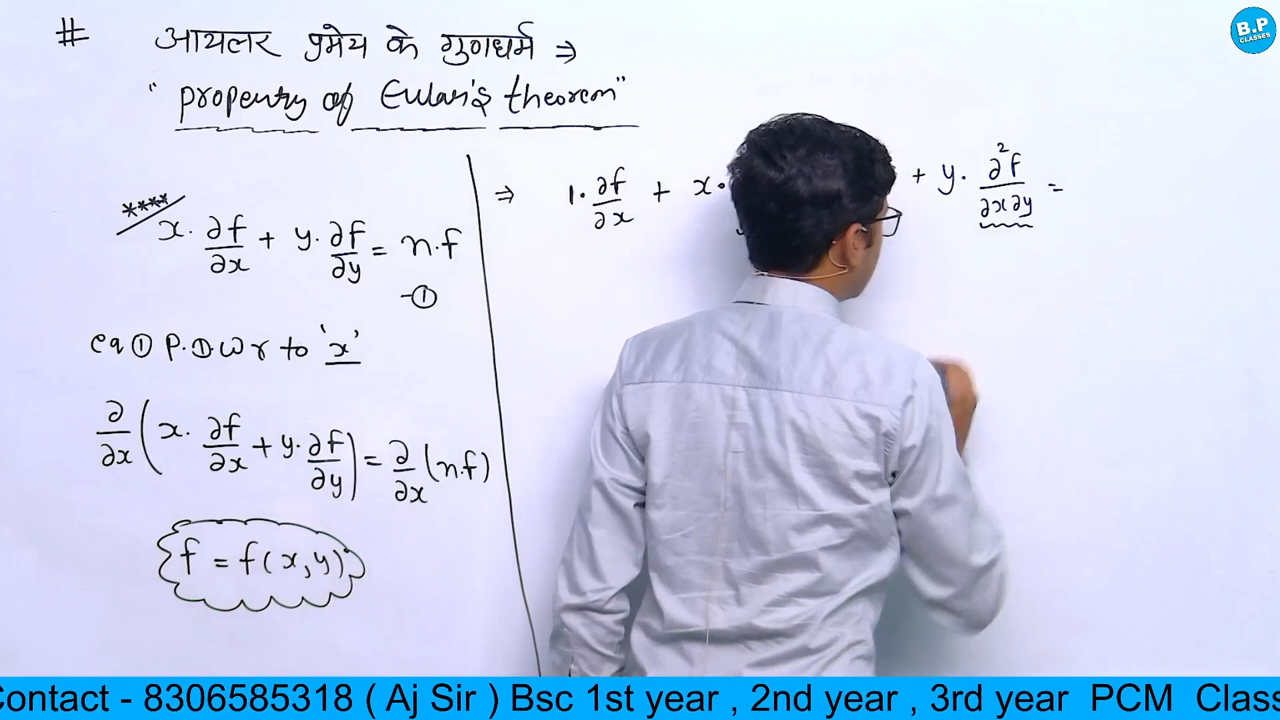 # आयलर प्रमेय के गुणधर्म ⇒
"property of Eular's theorem"
****
x. ∂f/∂x + y. ∂f/∂y = n.f
-①
eq ① P.D w r to 'x'
∂/∂x (x. ∂f/∂x + y. ∂f/∂y) = ∂/∂x (n.f)
f = f(x,y)
⇒ 1. ∂f/∂x + x. + y. ∂²f/∂x∂y =
B.P
CLASSES
Contact - 8306585318 ( Aj Sir ) Bsc 1st year , 2nd year , 3rd year PCM Class